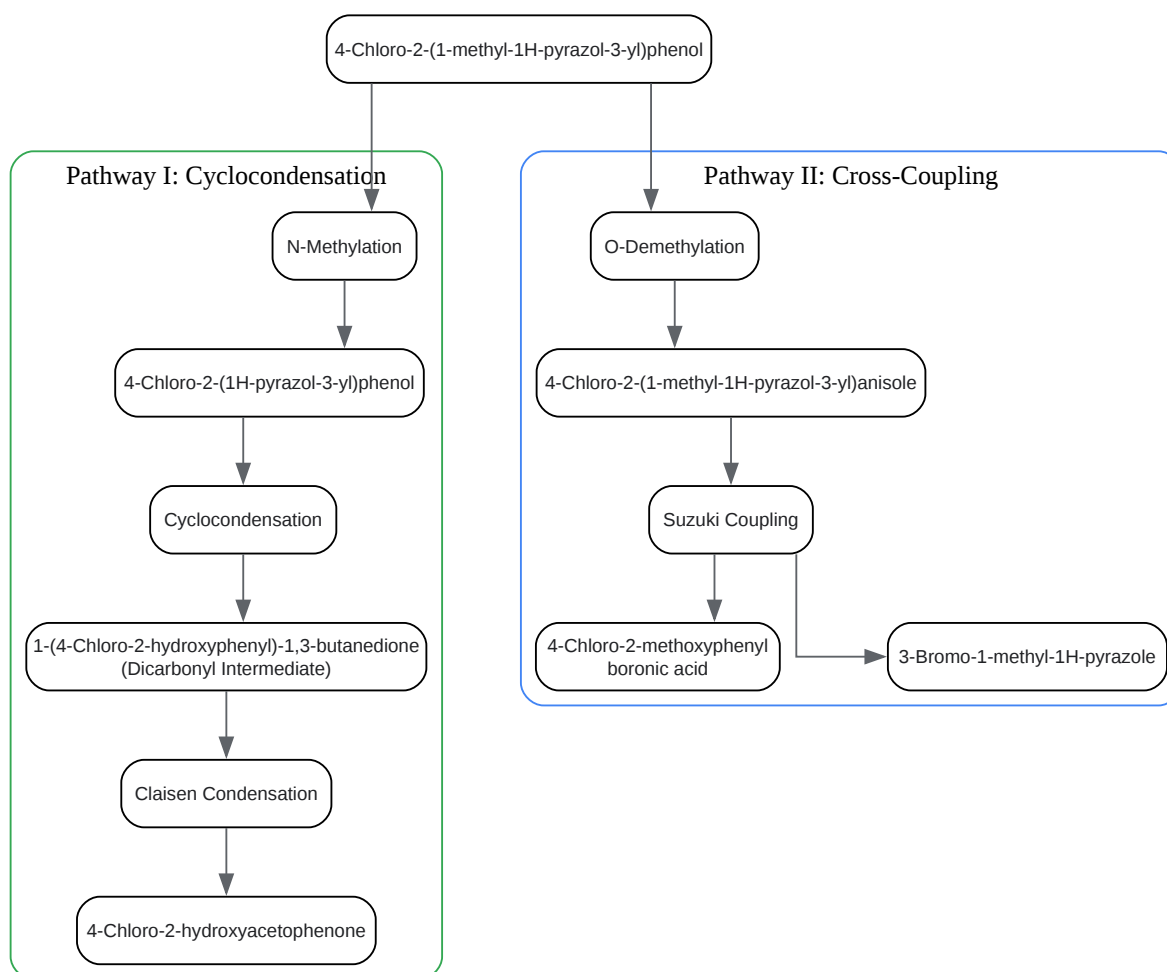 4-Chloro-2-(1-methyl-1H-pyrazol-3-yl)phenol
Pathway I: Cyclocondensation
N-Methylation
4-Chloro-2-(1H-pyrazol-3-yl)phenol
Cyclocondensation
1-(4-Chloro-2-hydroxyphenyl)-1,3-butanedione
(Dicarbonyl Intermediate)
Claisen Condensation
4-Chloro-2-hydroxyacetophenone
Pathway II: Cross-Coupling
O-Demethylation
4-Chloro-2-(1-methyl-1H-pyrazol-3-yl)anisole
Suzuki Coupling
4-Chloro-2-methoxyphenyl
boronic acid
3-Bromo-1-methyl-1H-pyrazole